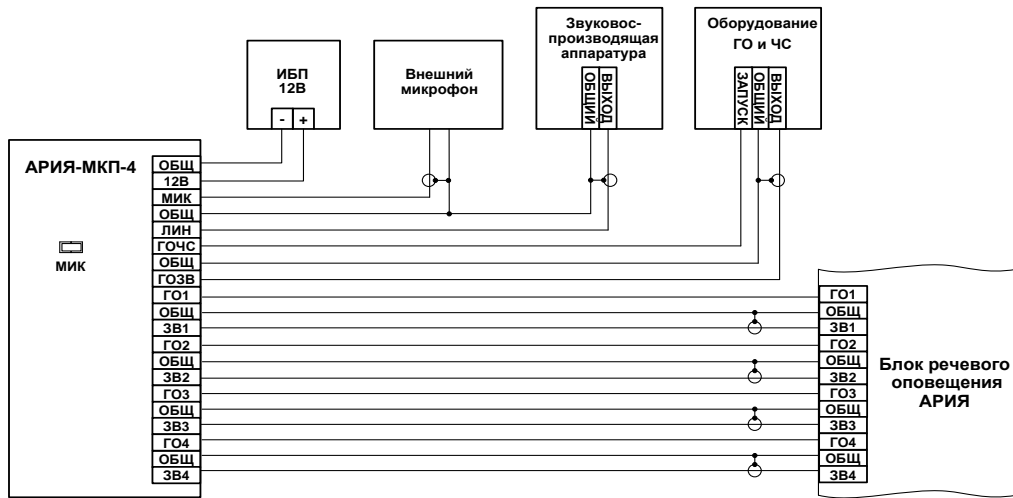 ИБП
12В
-
+
Внешний
микрофон
Звуковос-
производящая
аппаратура
ОБЩИЙ
ВЫХОД
Оборудование
ГО и ЧС
ЗАПУСК
ОБЩИЙ
ВЫХОД
АРИЯ-МКП-4
МИК
ОБЩ
12В
МИК
ОБЩ
ЛИН
ГОЧС
ОБЩ
ГОЗВ
ГО1
ОБЩ
ЗВ1
ГО2
ОБЩ
ЗВ2
ГО3
ОБЩ
ЗВ3
ГО4
ОБЩ
ЗВ4
ГО1
ОБЩ
ЗВ1
ГО2
ОБЩ
ЗВ2
ГО3
ОБЩ
ЗВ3
ГО4
ОБЩ
ЗВ4
Блок речевого
оповещения
АРИЯ